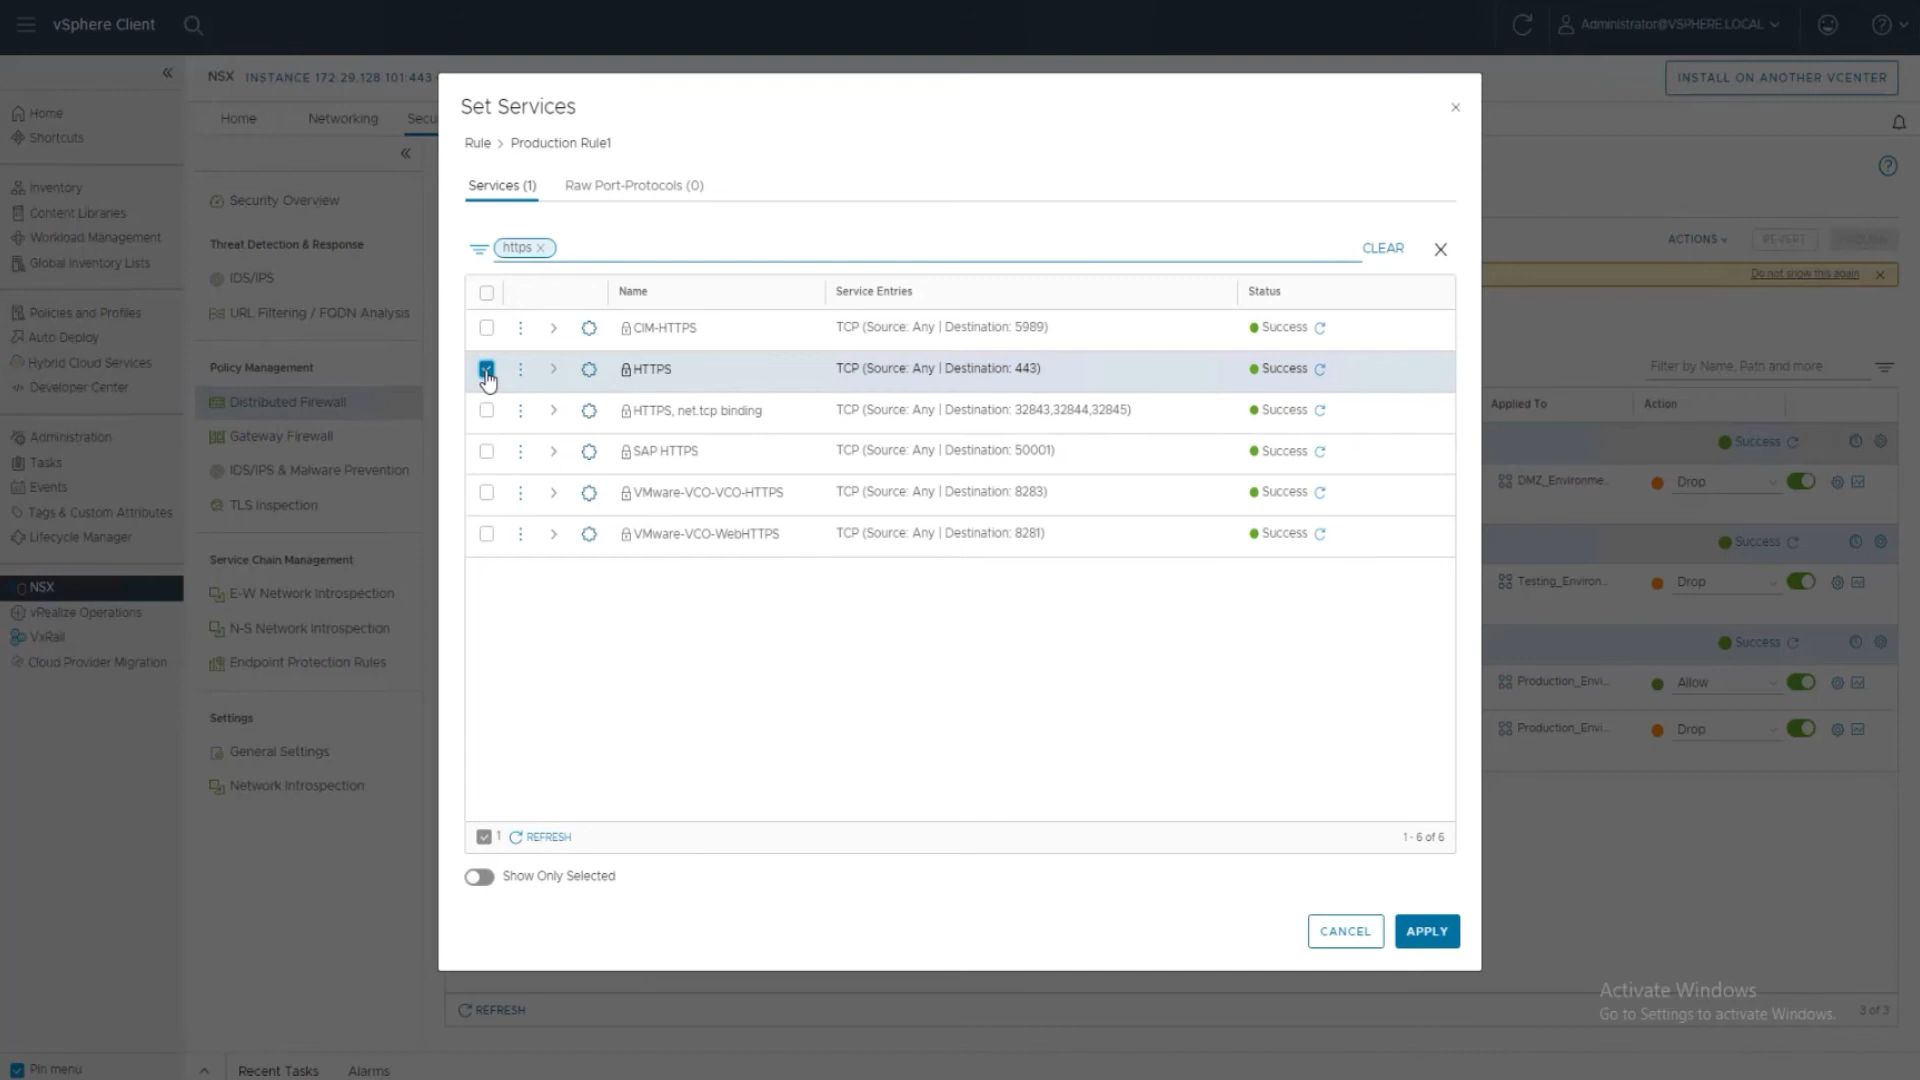 vSphere Client
Administrator@VSPHERE.LOCAL
NSX INSTANCE 172.29.128.101:443
INSTALL ON ANOTHER VCENTER
Home
Shortcuts
Inventory
Content Libraries
Workload Management
Global Inventory Lists
Policies and Profiles
Auto Deploy
Hybrid Cloud Services
Developer Center
Administration
Tasks
Events
Tags & Custom Attributes
Lifecycle Manager
NSX
vRealize Operations
VxRail
Cloud Provider Migration
Pin menu
Home Networking Secu
Security Overview
Threat Detection & Response
IDS/IPS
URL Filtering / FQDN Analysis
Policy Management
Distributed Firewall
Gateway Firewall
IDS/IPS & Malware Prevention
TLS Inspection
Service Chain Management
E-W Network Introspection
N-S Network Introspection
Endpoint Protection Rules
Settings
General Settings
Network Introspection
Set Services
Rule > Production Rule1
Services (1) Raw Port-Protocols (0)
https CLEAR
Name Service Entries Status
CIM-HTTPS TCP (Source: Any | Destination: 5989) Success
HTTPS TCP (Source: Any | Destination: 443) Success
HTTPS, net.tcp binding TCP (Source: Any | Destination: 32843,32844,32845) Success
SAP HTTPS TCP (Source: Any | Destination: 50001) Success
VMware-VCO-VCO-HTTPS TCP (Source: Any | Destination: 8283) Success
VMware-VCO-WebHTTPS TCP (Source: Any | Destination: 8281) Success
1 REFRESH 1 - 6 of 6
Show Only Selected
CANCEL APPLY
ACTIONS REVERT PUBLISH
Do not show this again
Filter by Name, Path and more
Applied To Action
Success
DMZ_Environme... Drop
Success
Testing_Environ... Drop
Success
Production_Envi... Allow
Production_Envi... Drop
Activate Windows
Go to Settings to activate Windows.
REFRESH 3 of 3
Recent Tasks Alarms